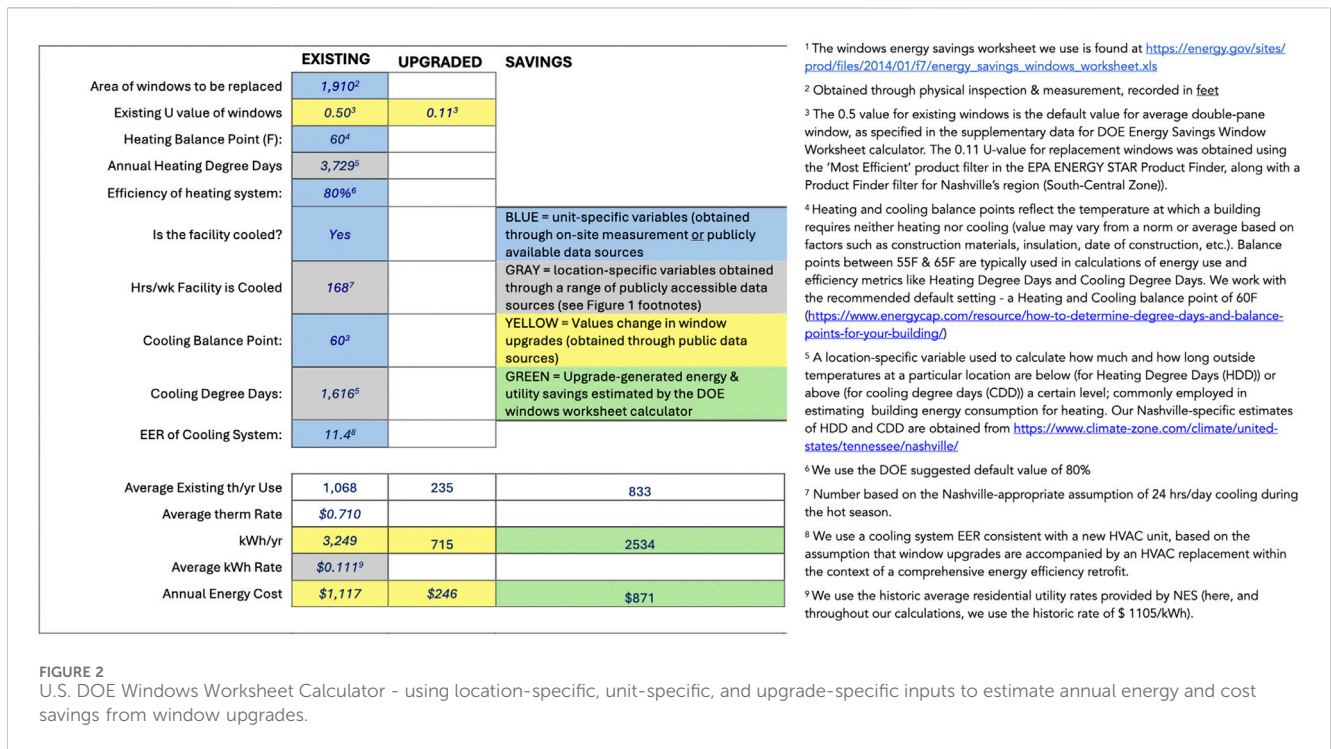 EXISTING UPGRADED SAVINGS
Area of windows to be replaced 1,910²
Existing U value of windows 0.50³ 0.11³
Heating Balance Point (F): 60⁴
Annual Heating Degree Days 3,729⁵
Efficiency of heating system: 80%⁶
Is the facility cooled? Yes
BLUE = unit-specific variables (obtained
through on-site measurement or publicly
available data sources
Hrs/wk Facility is Cooled 168⁷
GRAY = location-specific variables obtained
through a range of publicly accessible data
sources (see Figure 1 footnotes)
Cooling Balance Point: 60³
YELLOW = Values change in window
upgrades (obtained through public data
sources)
Cooling Degree Days: 1,616⁵
GREEN = Upgrade-generated energy &
utility savings estimated by the DOE
windows worksheet calculator
EER of Cooling System: 11.4⁸
Average Existing th/yr Use 1,068 235 833
Average therm Rate $0.710
kWh/yr 3,249 715 2534
Average kWh Rate $0.111⁹
Annual Energy Cost $1,117 $246 $871
¹ The windows energy savings worksheet we use is found at https://energy.gov/sites/
prod/files/2014/01/f7/energy_savings_windows_worksheet.xls
² Obtained through physical inspection & measurement, recorded in feet
³ The 0.5 value for existing windows is the default value for average double-pane
window, as specified in the supplementary data for DOE Energy Savings Window
Worksheet calculator. The 0.11 U-value for replacement windows was obtained using
the 'Most Efficient' product filter in the EPA ENERGY STAR Product Finder, along with a
Product Finder filter for Nashville's region (South-Central Zone)).
⁴ Heating and cooling balance points reflect the temperature at which a building
requires neither heating nor cooling (value may vary from a norm or average based on
factors such as construction materials, insulation, date of construction, etc.). Balance
points between 55F & 65F are typically used in calculations of energy use and
efficiency metrics like Heating Degree Days and Cooling Degree Days. We work with
the recommended default setting - a Heating and Cooling balance point of 60F
(https://www.energycap.com/resource/how-to-determine-degree-days-and-balance-
points-for-your-building/)
⁵ A location-specific variable used to calculate how much and how long outside
temperatures at a particular location are below (for Heating Degree Days (HDD)) or
above (for cooling degree days (CDD)) a certain level; commonly employed in
estimating building energy consumption for heating. Our Nashville-specific estimates
of HDD and CDD are obtained from https://www.climate-zone.com/climate/united-
states/tennessee/nashville/
⁶ We use the DOE suggested default value of 80%
⁷ Number based on the Nashville-appropriate assumption of 24 hrs/day cooling during
the hot season.
⁸ We use a cooling system EER consistent with a new HVAC unit, based on the
assumption that window upgrades are accompanied by an HVAC replacement within
the context of a comprehensive energy efficiency retrofit.
⁹ We use the historic average residential utility rates provided by NES (here, and
throughout our calculations, we use the historic rate of $ 1105/kWh).
FIGURE 2
U.S. DOE Windows Worksheet Calculator - using location-specific, unit-specific, and upgrade-specific inputs to estimate annual energy and cost
savings from window upgrades.